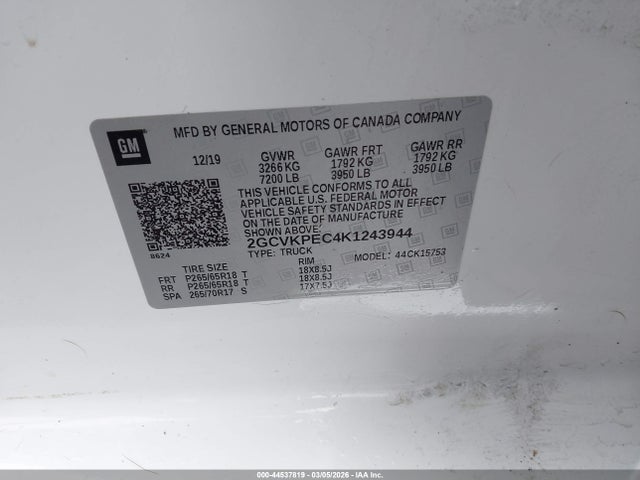 GM
MFD BY GENERAL MOTORS OF CANADA COMPANY
12/19 GVWR GAWR FRT GAWR RR
3266 KG 1792 KG 1792 KG
7200 LB 3950 LB 3950 LB
THIS VEHICLE CONFORMS TO ALL
APPLICABLE U.S. FEDERAL MOTOR
VEHICLE SAFETY STANDARDS IN EFFECT
ON THE DATE OF MANUFACTURE
SHOWN ABOVE.
8624
2GCVKPEC4K1243944
TYPE: TRUCK MODEL: 44CK15753
TIRE SIZE RIM
FRT P265/65R18 T 18X8.5J
RR P265/65R18 T 18X8.5J
SPA 265/70R17 S 17X7.5J
000-44537819 - 03/05/2026 - IAAI.CA